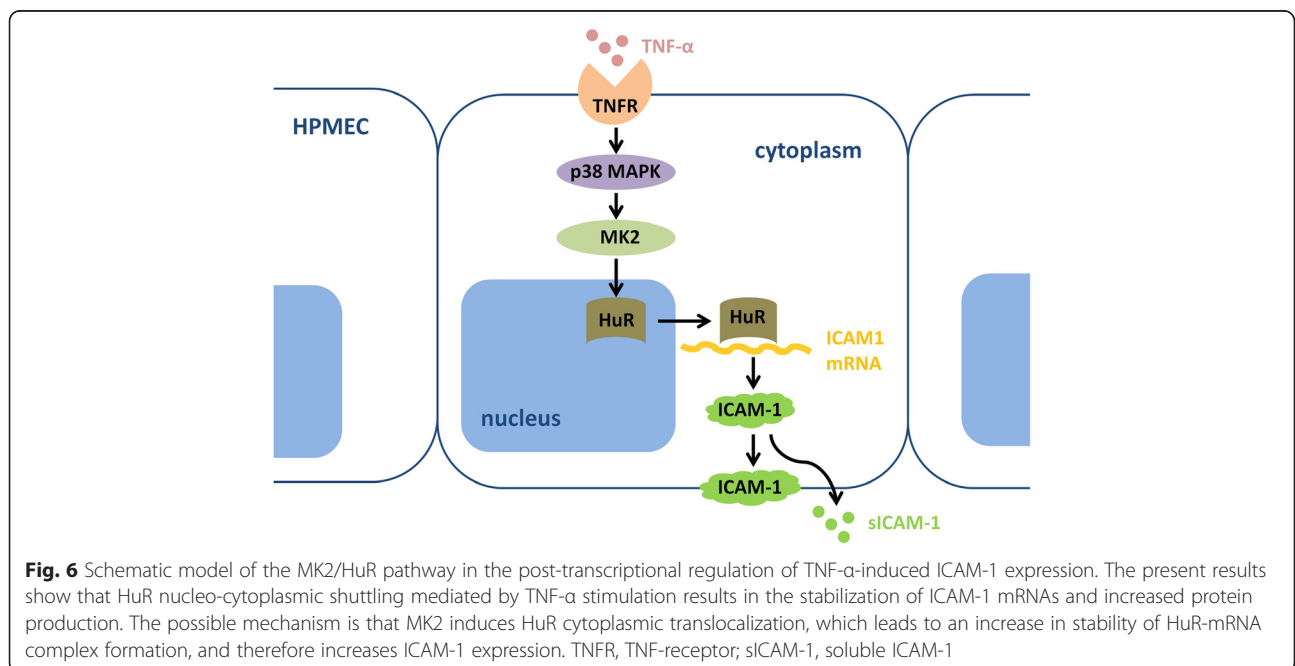 TNF-α
TNFR
HPMEC
cytoplasm
p38 MAPK
MK2
HuR
HuR
ICAM1
mRNA
ICAM-1
nucleus
ICAM-1
sICAM-1
Fig. 6 Schematic model of the MK2/HuR pathway in the post-transcriptional regulation of TNF-α-induced ICAM-1 expression. The present results
show that HuR nucleo-cytoplasmic shuttling mediated by TNF-α stimulation results in the stabilization of ICAM-1 mRNAs and increased protein
production. The possible mechanism is that MK2 induces HuR cytoplasmic translocalization, which leads to an increase in stability of HuR-mRNA
complex formation, and therefore increases ICAM-1 expression. TNFR, TNF-receptor; sICAM-1, soluble ICAM-1